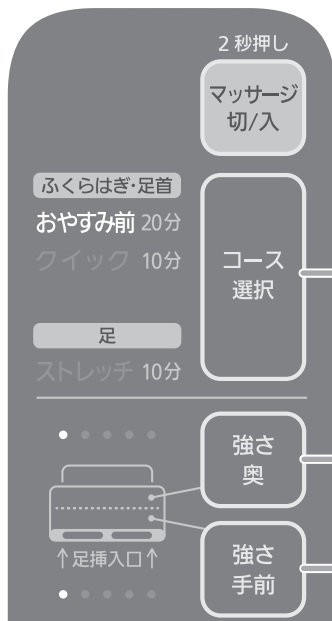 2 秒押し
マッサージ
切/入
ふくらはぎ・足首
おやすみ前 20分
クイック 10分
コース
選択
足
ストレッチ 10分
強さ
奥
↑足挿入口↑
強さ
手前